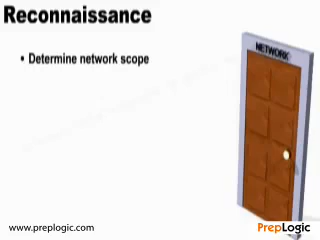 Reconnaissance
• Determine network scope
NETWORK
www.preplogic.com
PrepLogic